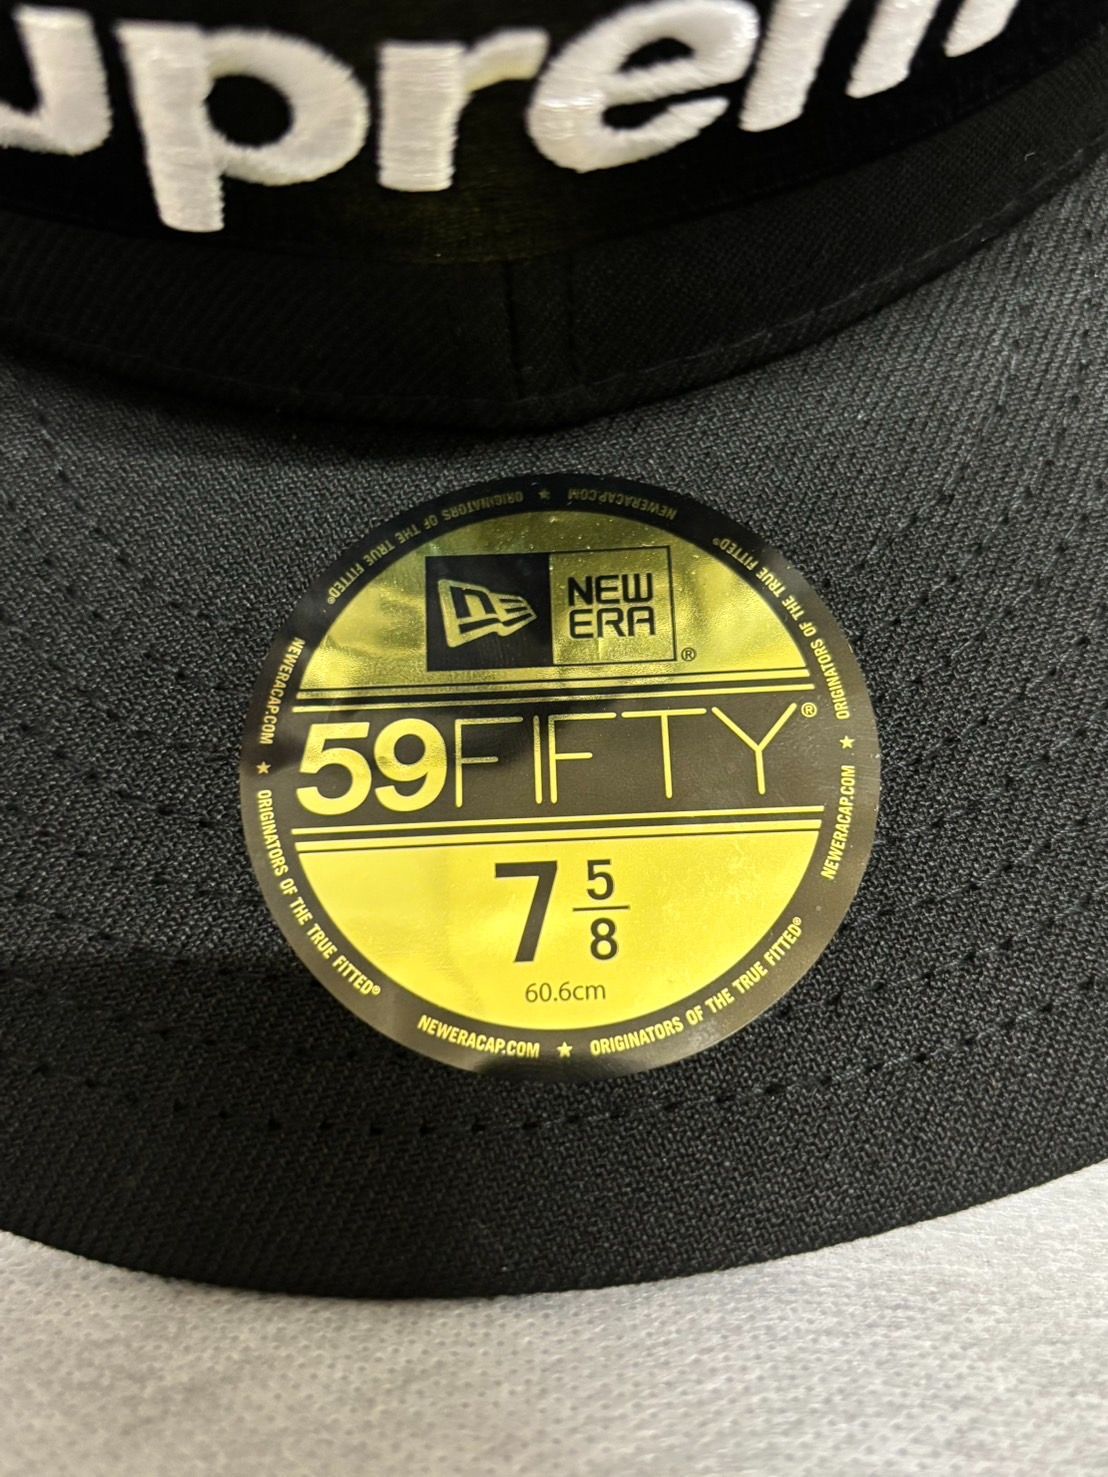 uprem
NEW
ERA®
59FIFTY®
7 5/8
60.6cm
NEWERACAP.COM ★ ORIGINATORS OF THE TRUE FITTED®
NEWERACAP.COM ★ ORIGINATORS OF THE TRUE FITTED®
NEWERACAP.COM ★ ORIGINATORS OF THE TRUE FITTED®
NEWERACAP.COM ★ ORIGINATORS OF THE TRUE FITTED®